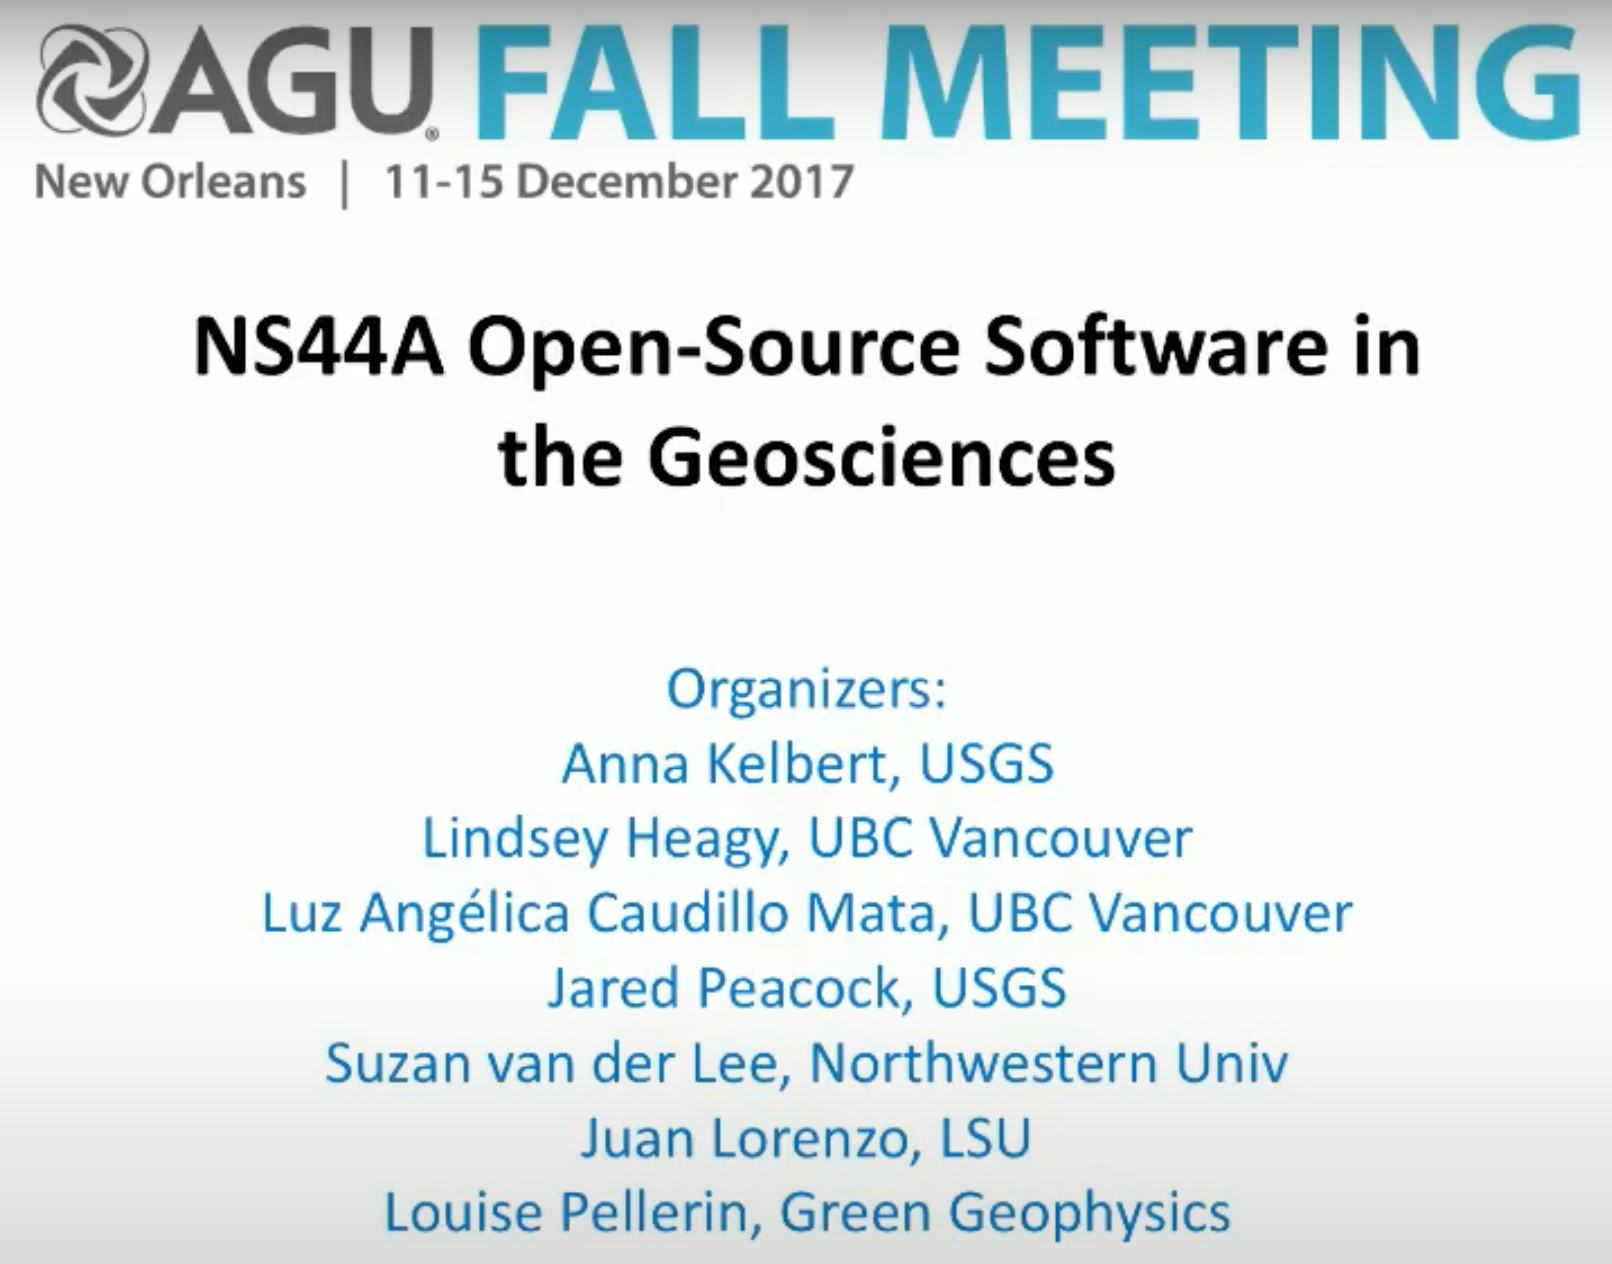 AGU® FALL MEETING
New Orleans | 11-15 December 2017
NS44A Open-Source Software in
the Geosciences
Organizers:
Anna Kelbert, USGS
Lindsey Heagy, UBC Vancouver
Luz Angélica Caudillo Mata, UBC Vancouver
Jared Peacock, USGS
Suzan van der Lee, Northwestern Univ
Juan Lorenzo, LSU
Louise Pellerin, Green Geophysics